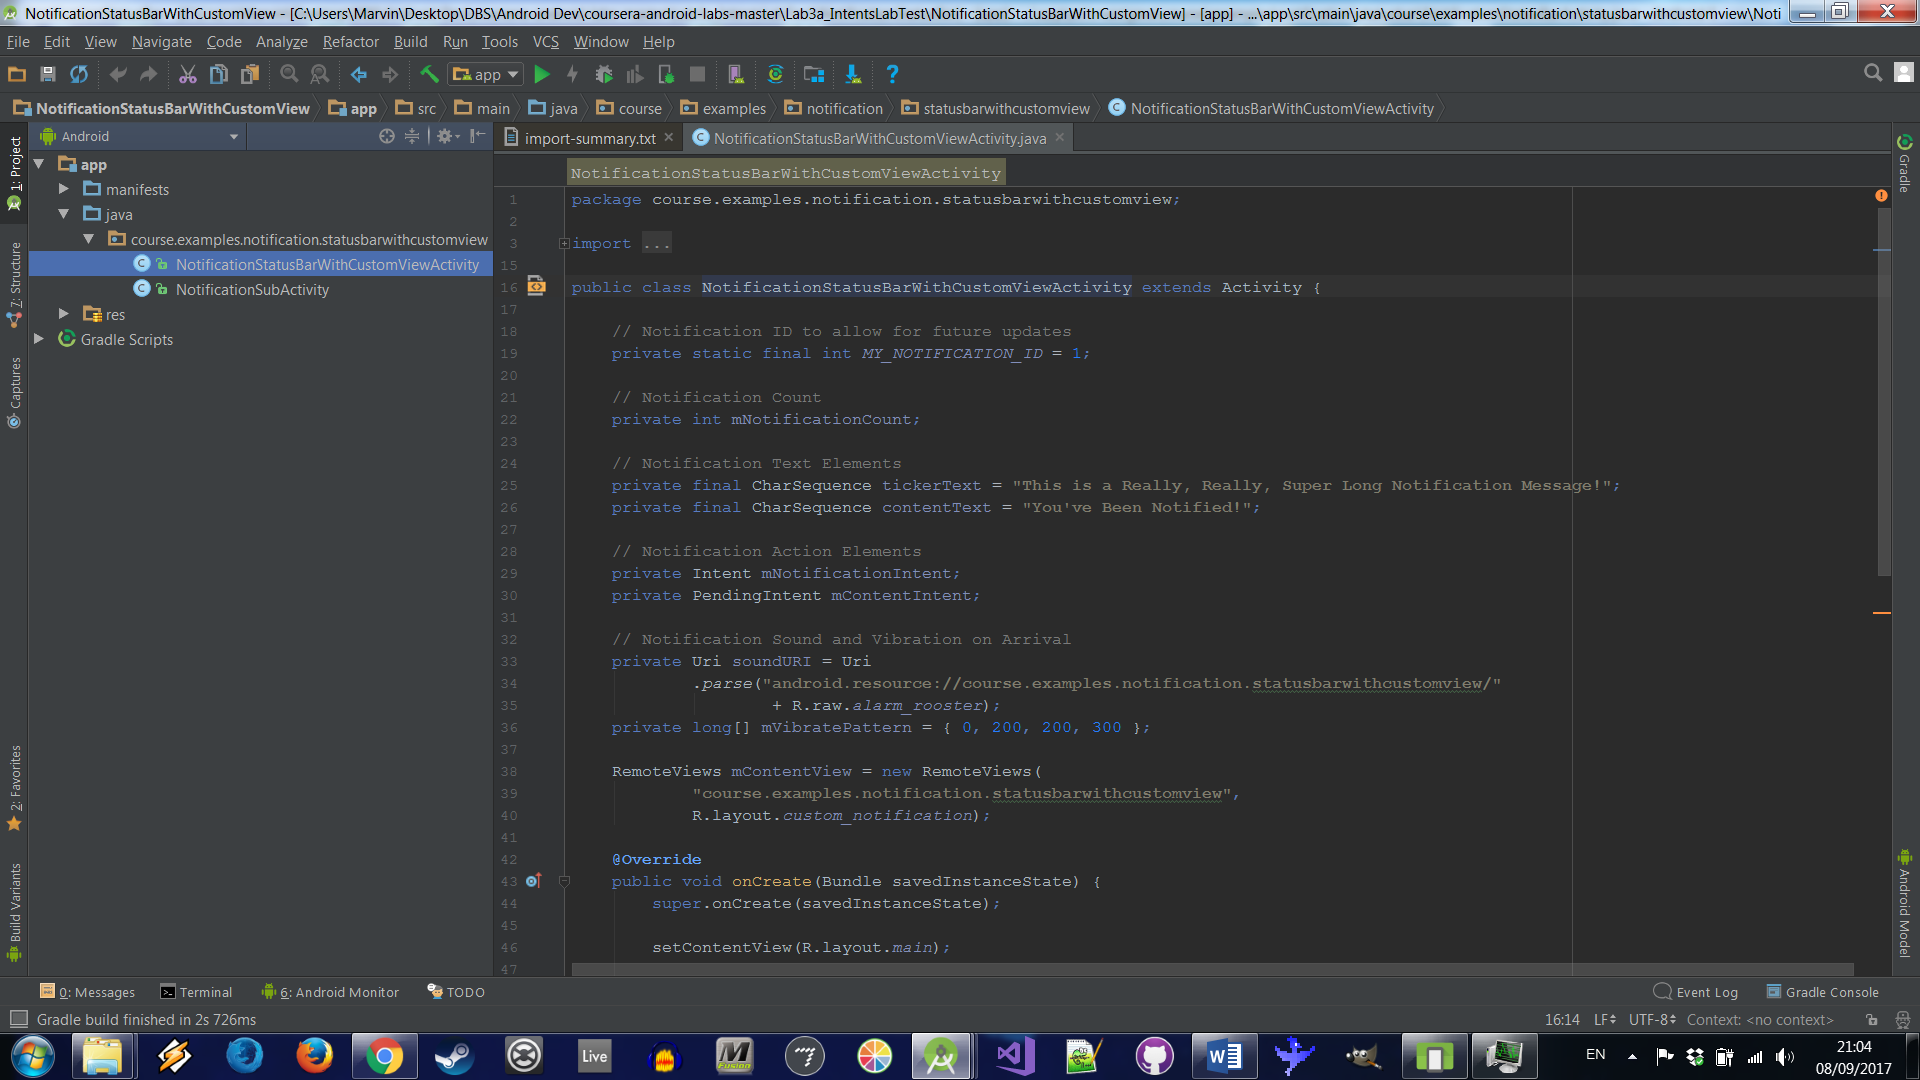 NotificationStatusBarWithCustomView - [C:\Users\Marvin\Desktop\DBS\Android Dev\coursera-android-labs-master\Lab3a_IntentsLabTest\NotificationStatusBarWithCustomView] - [app] - ...\app\src\main\java\course\examples\notification\statusbarwithcustomview\Noti
File Edit View Navigate Code Analyze Refactor Build Run Tools VCS Window Help
app
NotificationStatusBarWithCustomView app src main java course examples notification statusbarwithcustomview NotificationStatusBarWithCustomViewActivity
Android import-summary.txt NotificationStatusBarWithCustomViewActivity.java
1: Project
7: Structure
Captures
2: Favorites
Build Variants
app
manifests
java
course.examples.notification.statusbarwithcustomview
NotificationStatusBarWithCustomViewActivity
NotificationSubActivity
res
Gradle Scripts
NotificationStatusBarWithCustomViewActivity
1 package course.examples.notification.statusbarwithcustomview;
2
3 import ...
15
16 public class NotificationStatusBarWithCustomViewActivity extends Activity {
17
18 // Notification ID to allow for future updates
19 private static final int MY_NOTIFICATION_ID = 1;
20
21 // Notification Count
22 private int mNotificationCount;
23
24 // Notification Text Elements
25 private final CharSequence tickerText = "This is a Really, Really, Super Long Notification Message!";
26 private final CharSequence contentText = "You've Been Notified!";
27
28 // Notification Action Elements
29 private Intent mNotificationIntent;
30 private PendingIntent mContentIntent;
31
32 // Notification Sound and Vibration on Arrival
33 private Uri soundURI = Uri
34 .parse("android.resource://course.examples.notification.statusbarwithcustomview/"
35 + R.raw.alarm_rooster);
36 private long[] mVibratePattern = { 0, 200, 200, 300 };
37
38 RemoteViews mContentView = new RemoteViews(
39 "course.examples.notification.statusbarwithcustomview",
40 R.layout.custom_notification);
41
42 @Override
43 public void onCreate(Bundle savedInstanceState) {
44 super.onCreate(savedInstanceState);
45
46 setContentView(R.layout.main);
47
Gradle
Android Model
0: Messages Terminal 6: Android Monitor TODO Event Log Gradle Console
Gradle build finished in 2s 726ms 16:14 LF UTF-8 Context: <no context>
Live
Fusion
EN
21:04
08/09/2017